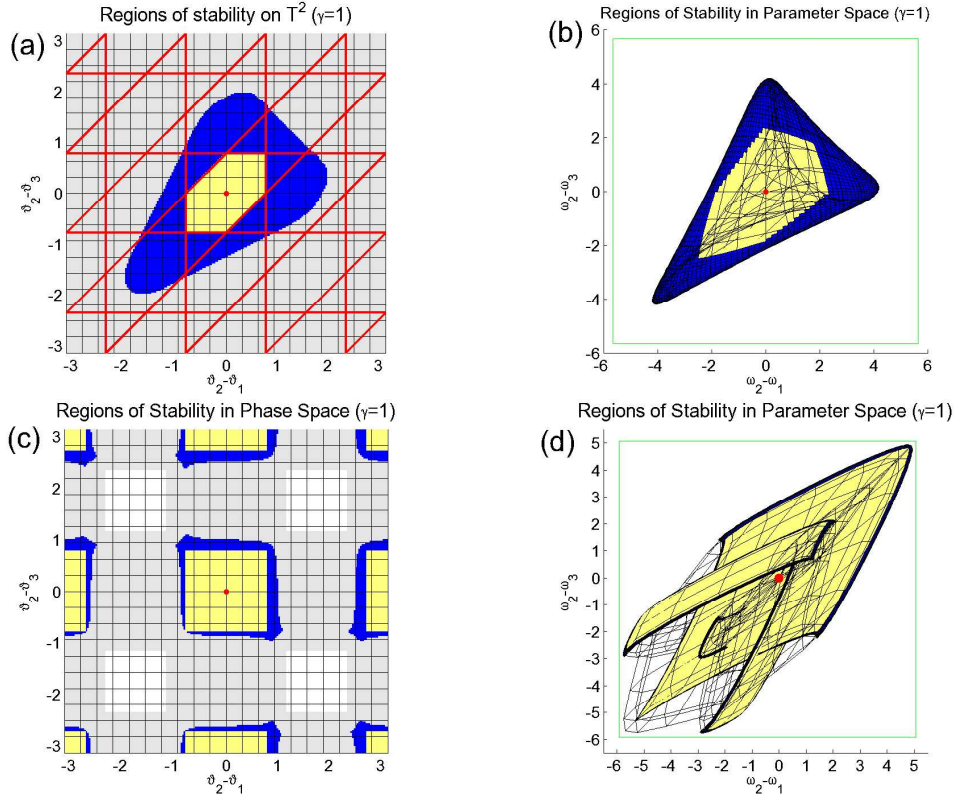 Regions of stability on T² (γ=1)
(a)
3
2
1
0
-1
-2
-3
ϑ₂-ϑ₃
-3 -2 -1 0 1 2 3
ϑ₂-ϑ₁
Regions of Stability in Parameter Space (γ=1)
(b)
6
4
2
0
-2
-4
-6
ω₂-ω₃
-6 -4 -2 0 2 4 6
ω₂-ω₁
Regions of Stability in Phase Space (γ=1)
(c)
3
2
1
0
-1
-2
-3
ϑ₂-ϑ₃
-3 -2 -1 0 1 2 3
ϑ₂-ϑ₁
Regions of Stability in Parameter Space (γ=1)
(d)
5
4
3
2
1
0
-1
-2
-3
-4
-5
-6
ω₂-ω₃
-6 -5 -4 -3 -2 -1 0 1 2 3 4 5
ω₂-ω₁